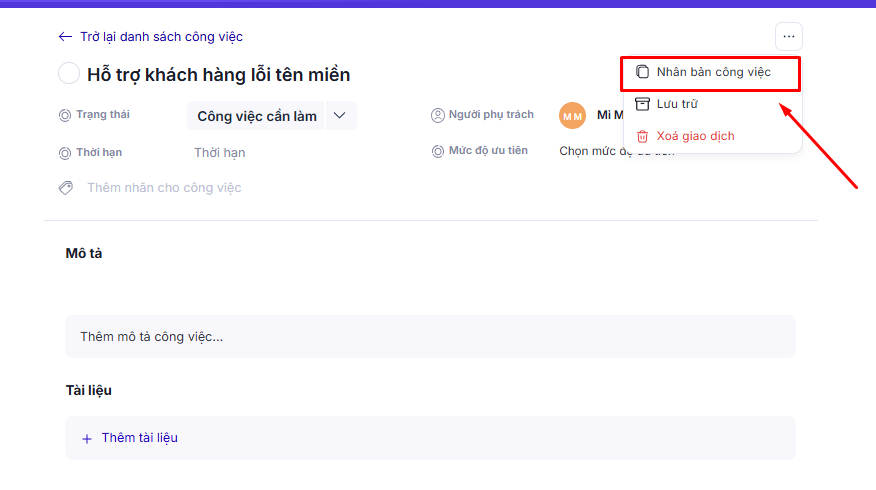 Trở lại danh sách công việc
Hỗ trợ khách hàng lỗi tên miền
Nhân bản công việc
Lưu trữ
Xoá giao dịch
Trạng thái
Công việc cần làm
Người phụ trách
MM
Mi
Thời hạn
Thời hạn
Mức độ ưu tiên
Chọn mức độ ưu tiên
Thêm nhãn cho công việc
Mô tả
Thêm mô tả công việc...
Tài liệu
+ Thêm tài liệu